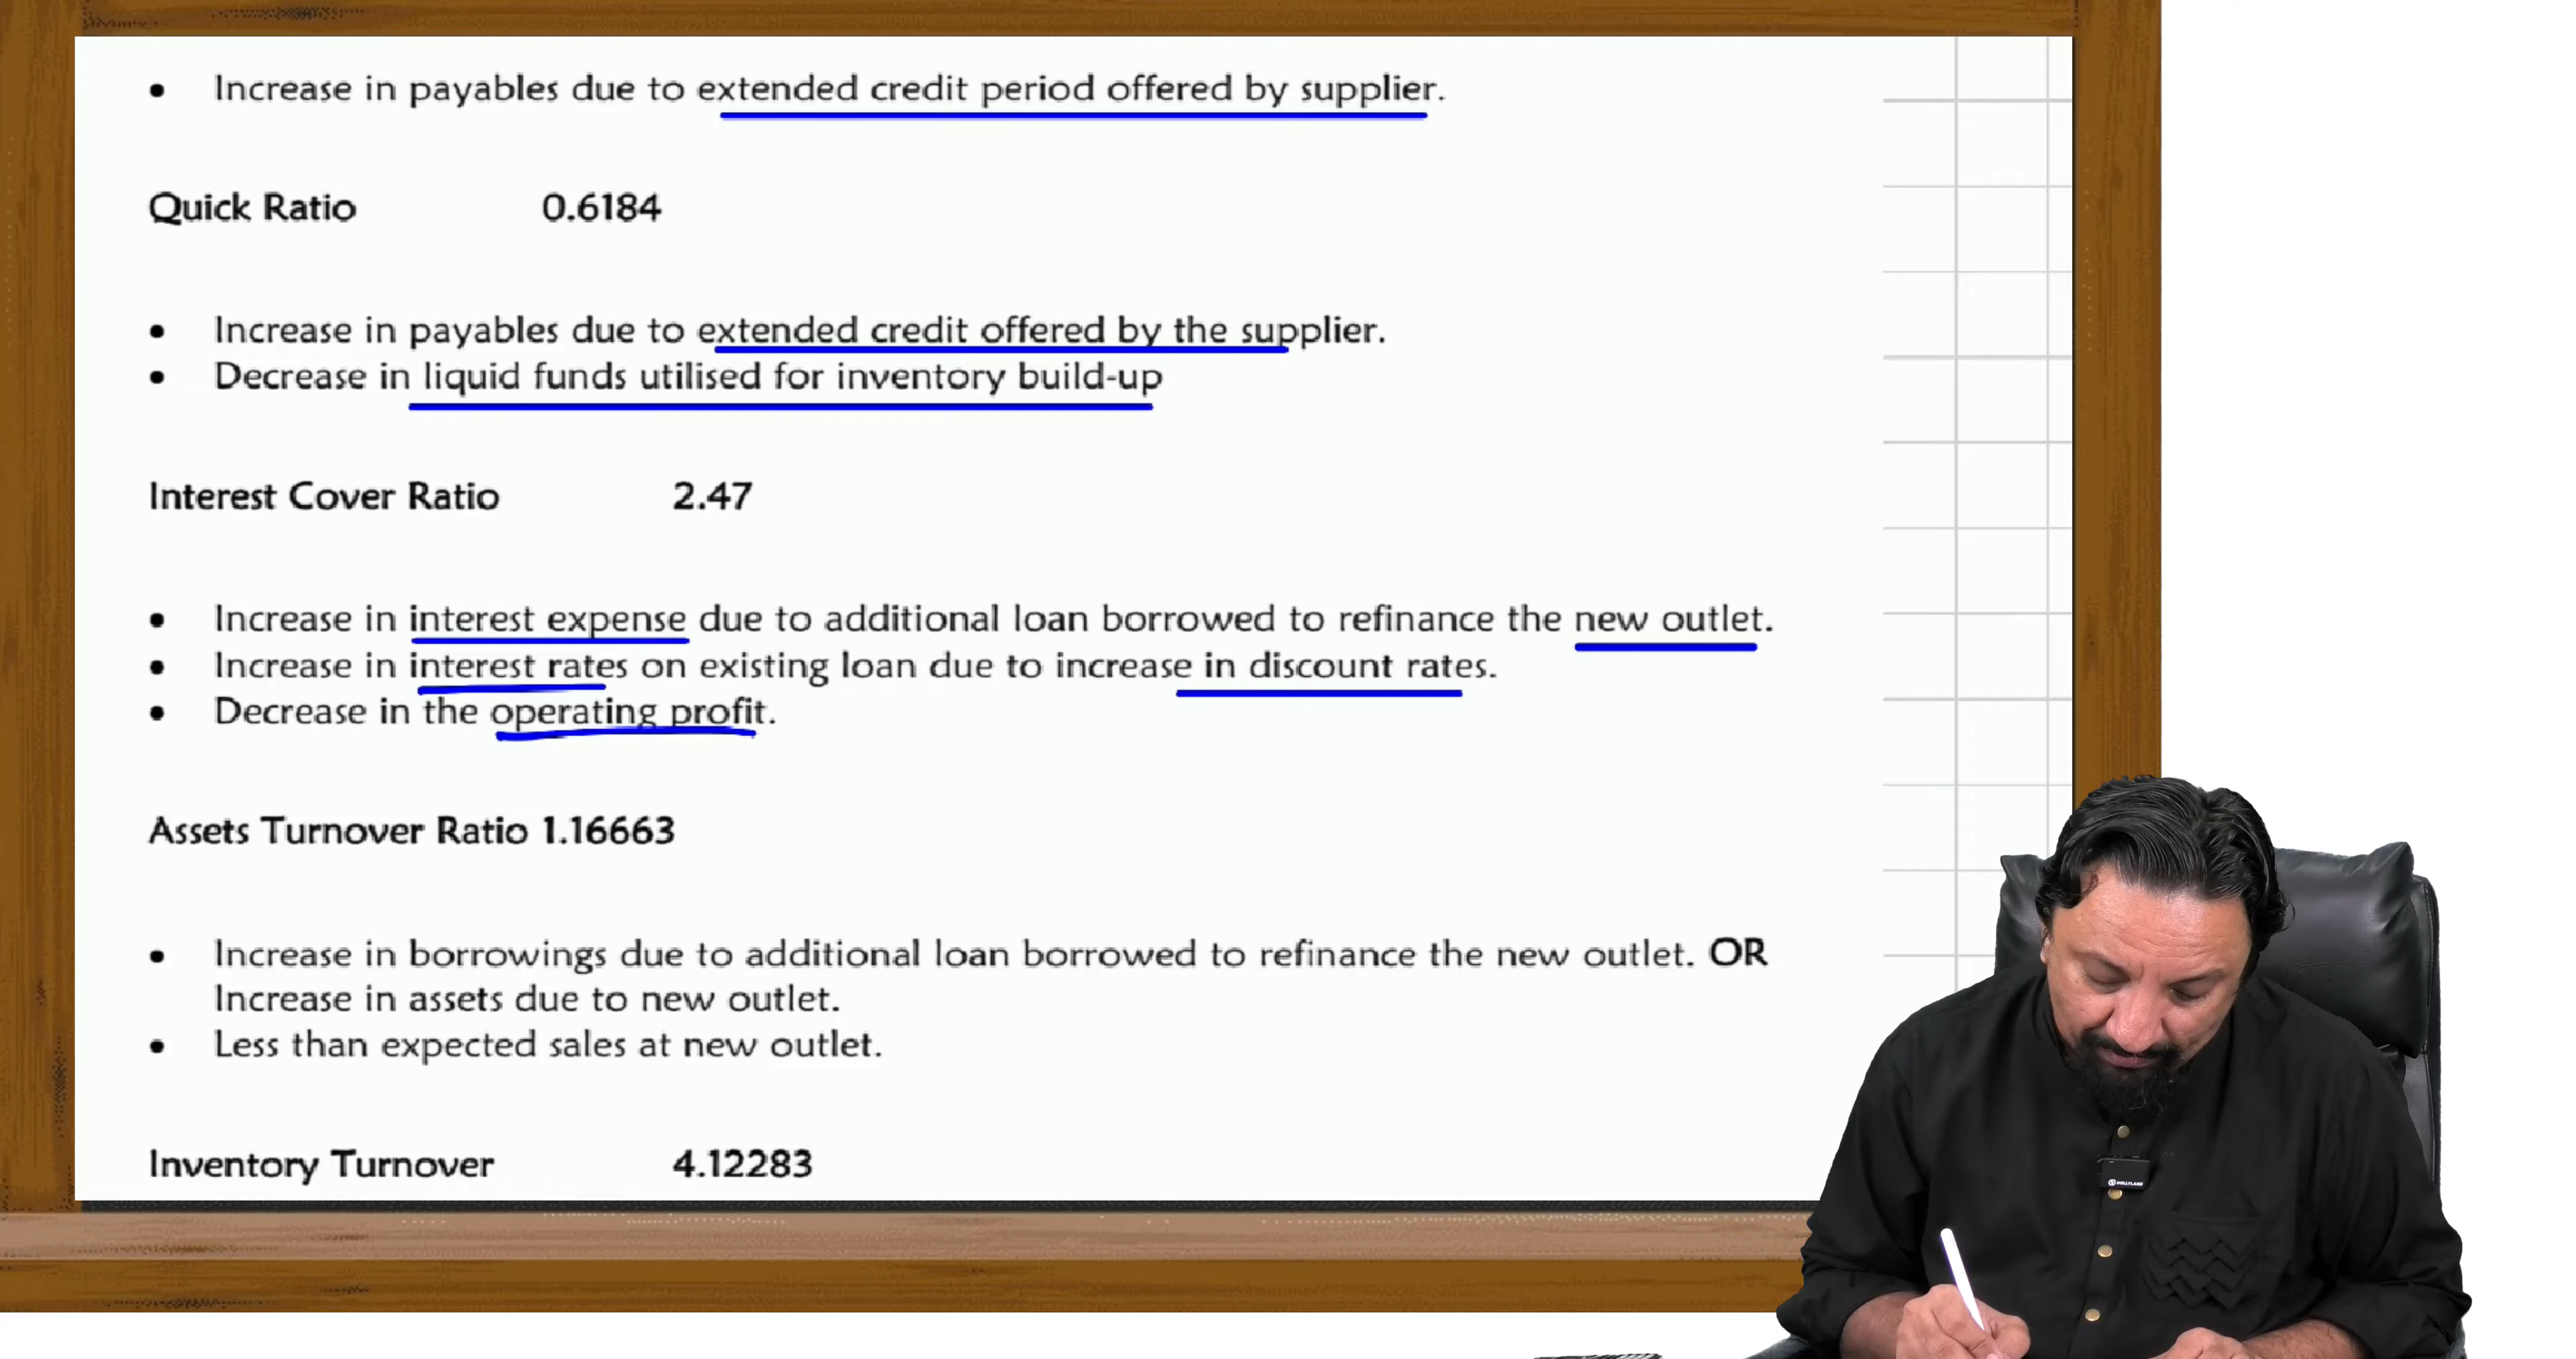 • Increase in payables due to extended credit period offered by supplier.
Quick Ratio 0.6184
• Increase in payables due to extended credit offered by the supplier.
• Decrease in liquid funds utilised for inventory build-up
Interest Cover Ratio 2.47
• Increase in interest expense due to additional loan borrowed to refinance the new outlet.
• Increase in interest rates on existing loan due to increase in discount rates.
• Decrease in the operating profit.
Assets Turnover Ratio 1.16663
• Increase in borrowings due to additional loan borrowed to refinance the new outlet. OR
Increase in assets due to new outlet.
• Less than expected sales at new outlet.
Inventory Turnover 4.12283
HOLLYLAND